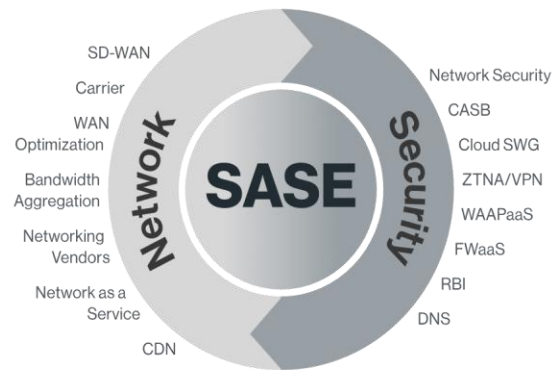 SD-WAN
Carrier
WAN
Optimization
Bandwidth
Aggregation
Networking
Vendors
Network as a
Service
CDN
Network
SASE
Security
Network Security
CASB
Cloud SWG
ZTNA/VPN
WAAPaaS
FWaaS
RBI
DNS